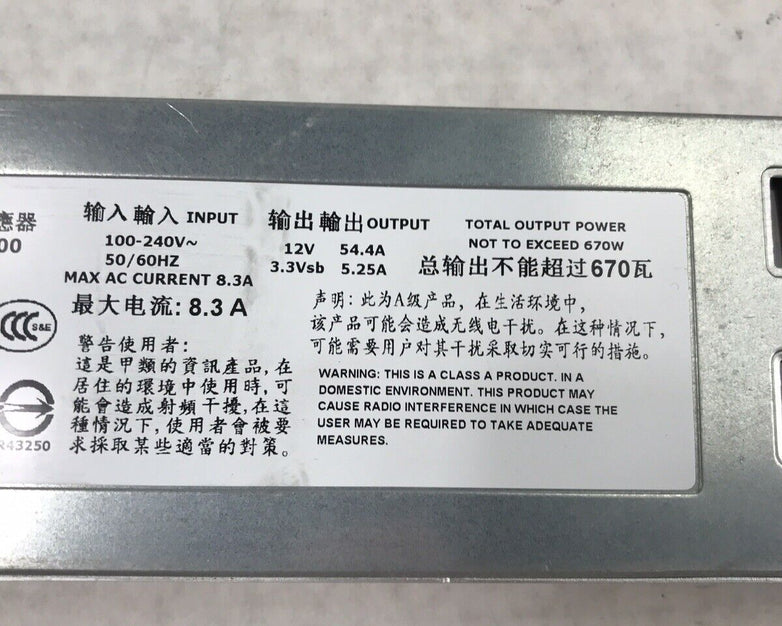 應器
00
输入 輸入 INPUT
100-240V~
50/60HZ
MAX AC CURRENT 8.3A
最大电流: 8.3 A
输出 輸出 OUTPUT
12V 54.4A
3.3Vsb 5.25A
TOTAL OUTPUT POWER
NOT TO EXCEED 670W
总输出不能超过670瓦
CCC S&E
R43250
警告使用者:
這是甲類的資訊產品, 在
居住的環境中使用時, 可
能會造成射頻干擾, 在這
種情況下, 使用者會被要
求採取某些適當的對策。
声明: 此为A级产品, 在生活环境中,
该产品可能会造成无线电干扰。在这种情况下,
可能需要用户对其干扰采取切实可行的措施。
WARNING: THIS IS A CLASS A PRODUCT. IN A
DOMESTIC ENVIRONMENT. THIS PRODUCT MAY
CAUSE RADIO INTERFERENCE IN WHICH CASE THE
USER MAY BE REQUIRED TO TAKE ADEQUATE
MEASURES.